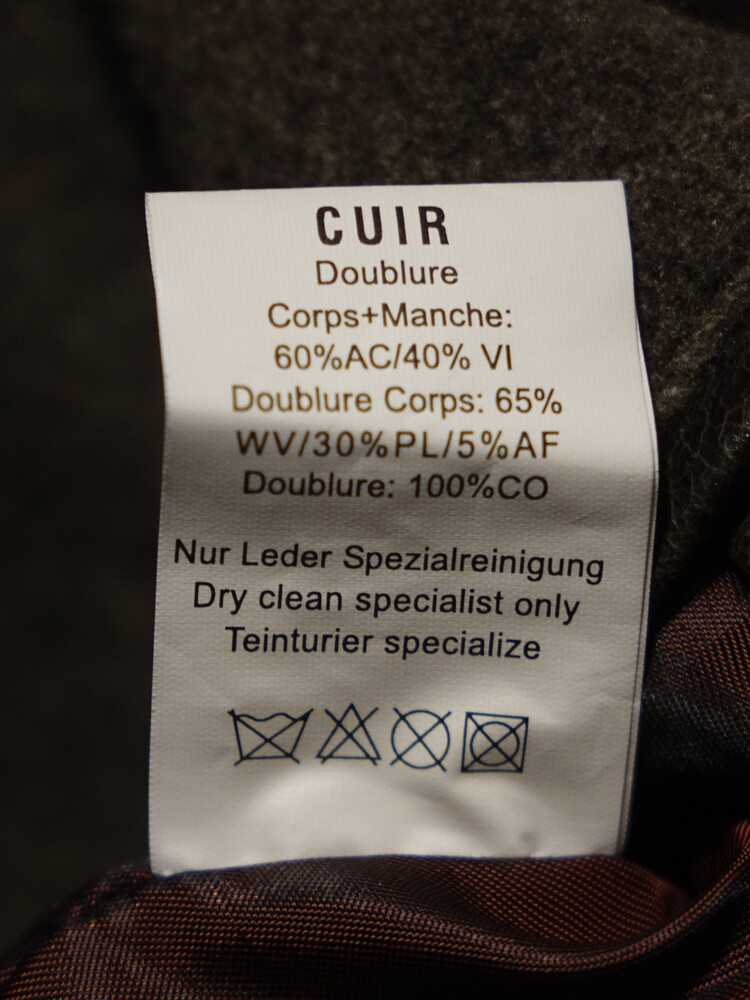 CUIR
Doublure
Corps+Manche:
60%AC/40% VI
Doublure Corps: 65%
WV/30%PL/5%AF
Doublure: 100%CO
Nur Leder Spezialreinigung
Dry clean specialist only
Teinturier specialize